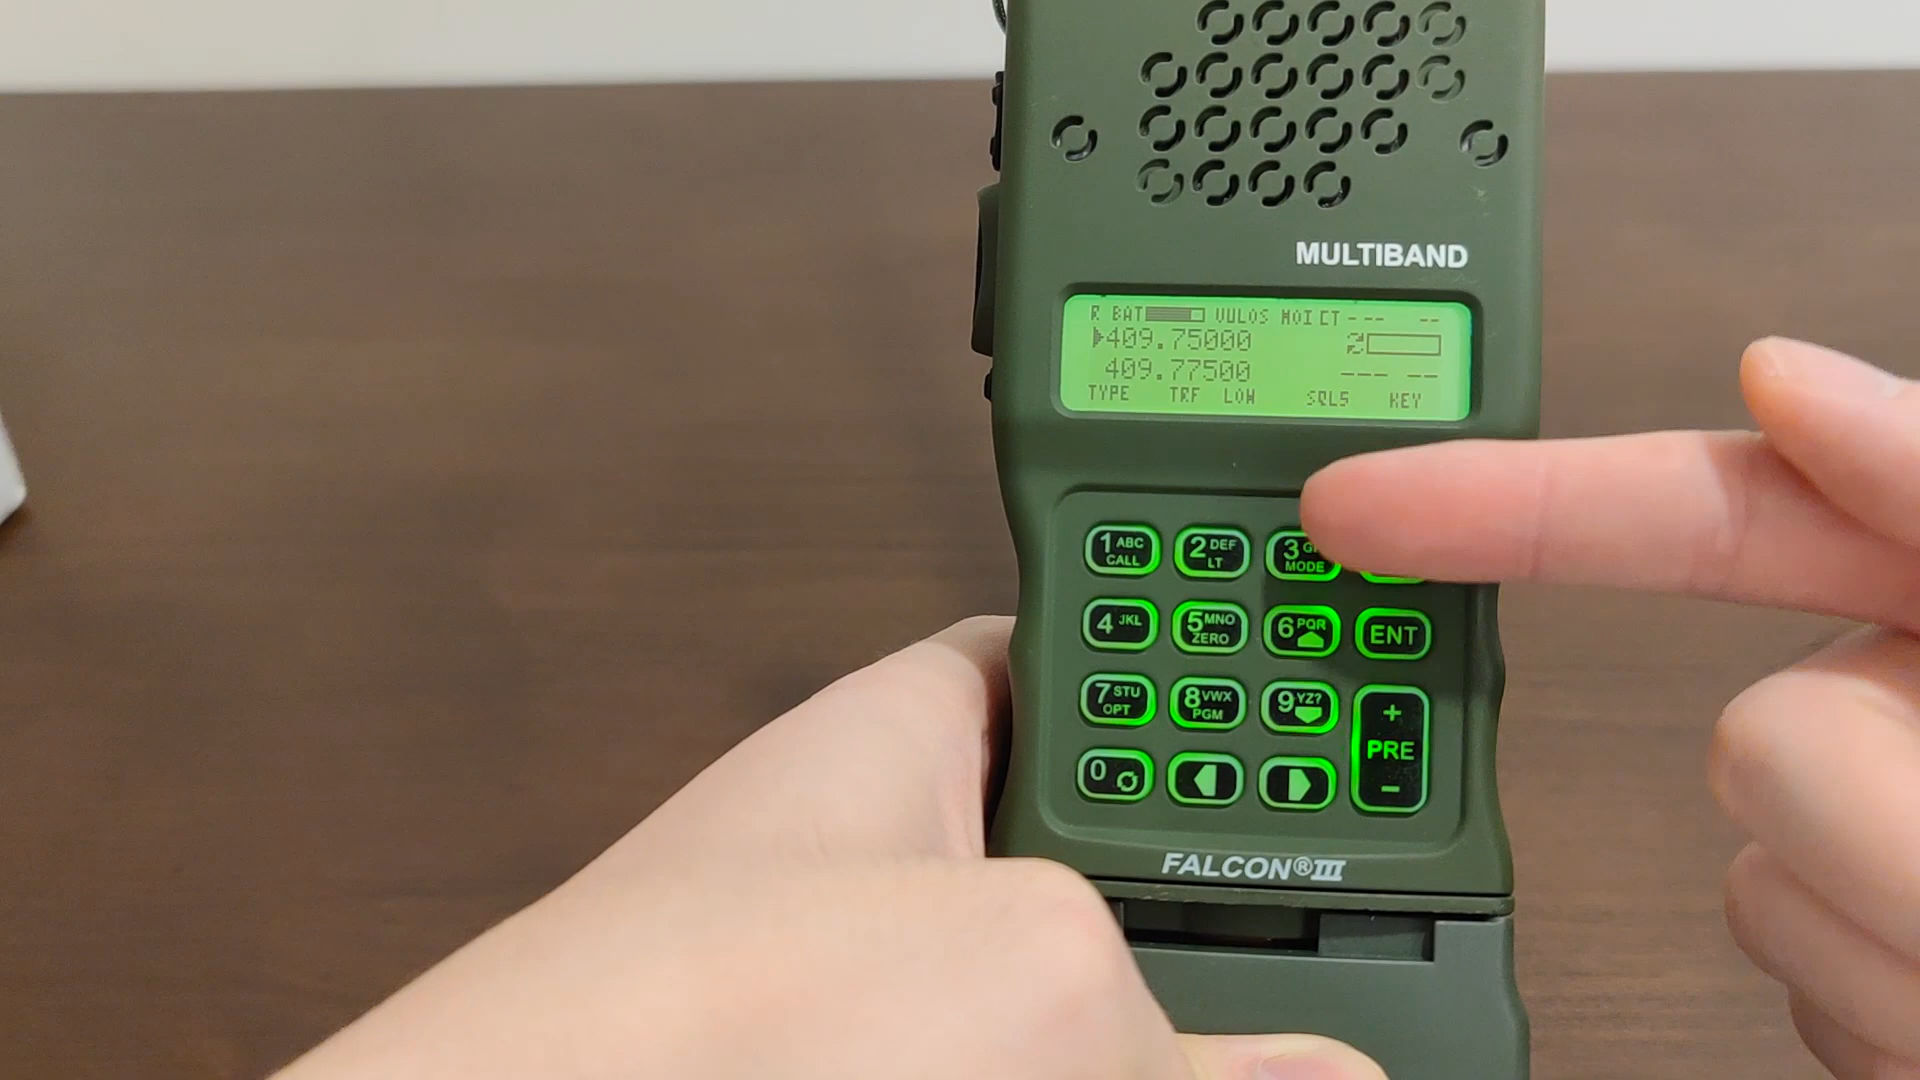 MULTIBAND
R BAT VULOS MOI CT - -- --
409.75000 2
409.77500 --- --
TYPE TRF LOW SQL5 KEY
1 ABC CALL
2 DEF LT
3 MODE
4 JKL
5 MNO ZERO
6 PQR
ENT
7 STU OPT
8 VWX PGM
9 YZ?
+ PRE -
0
FALCON®III